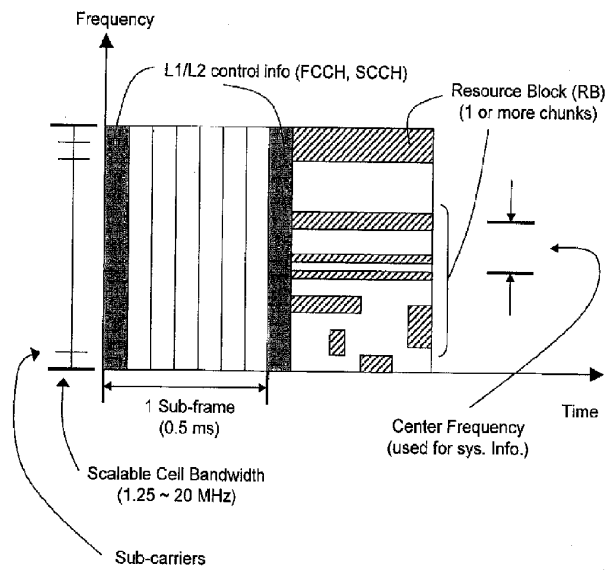 Frequency
L1/L2 control info (FCCH, SCCH)
Resource Block (RB)
(1 or more chunks)
1 Sub-frame
(0.5 ms)
Time
Center Frequency
(used for sys. Info.)
Scalable Cell Bandwidth
(1.25 ~ 20 MHz)
Sub-carriers